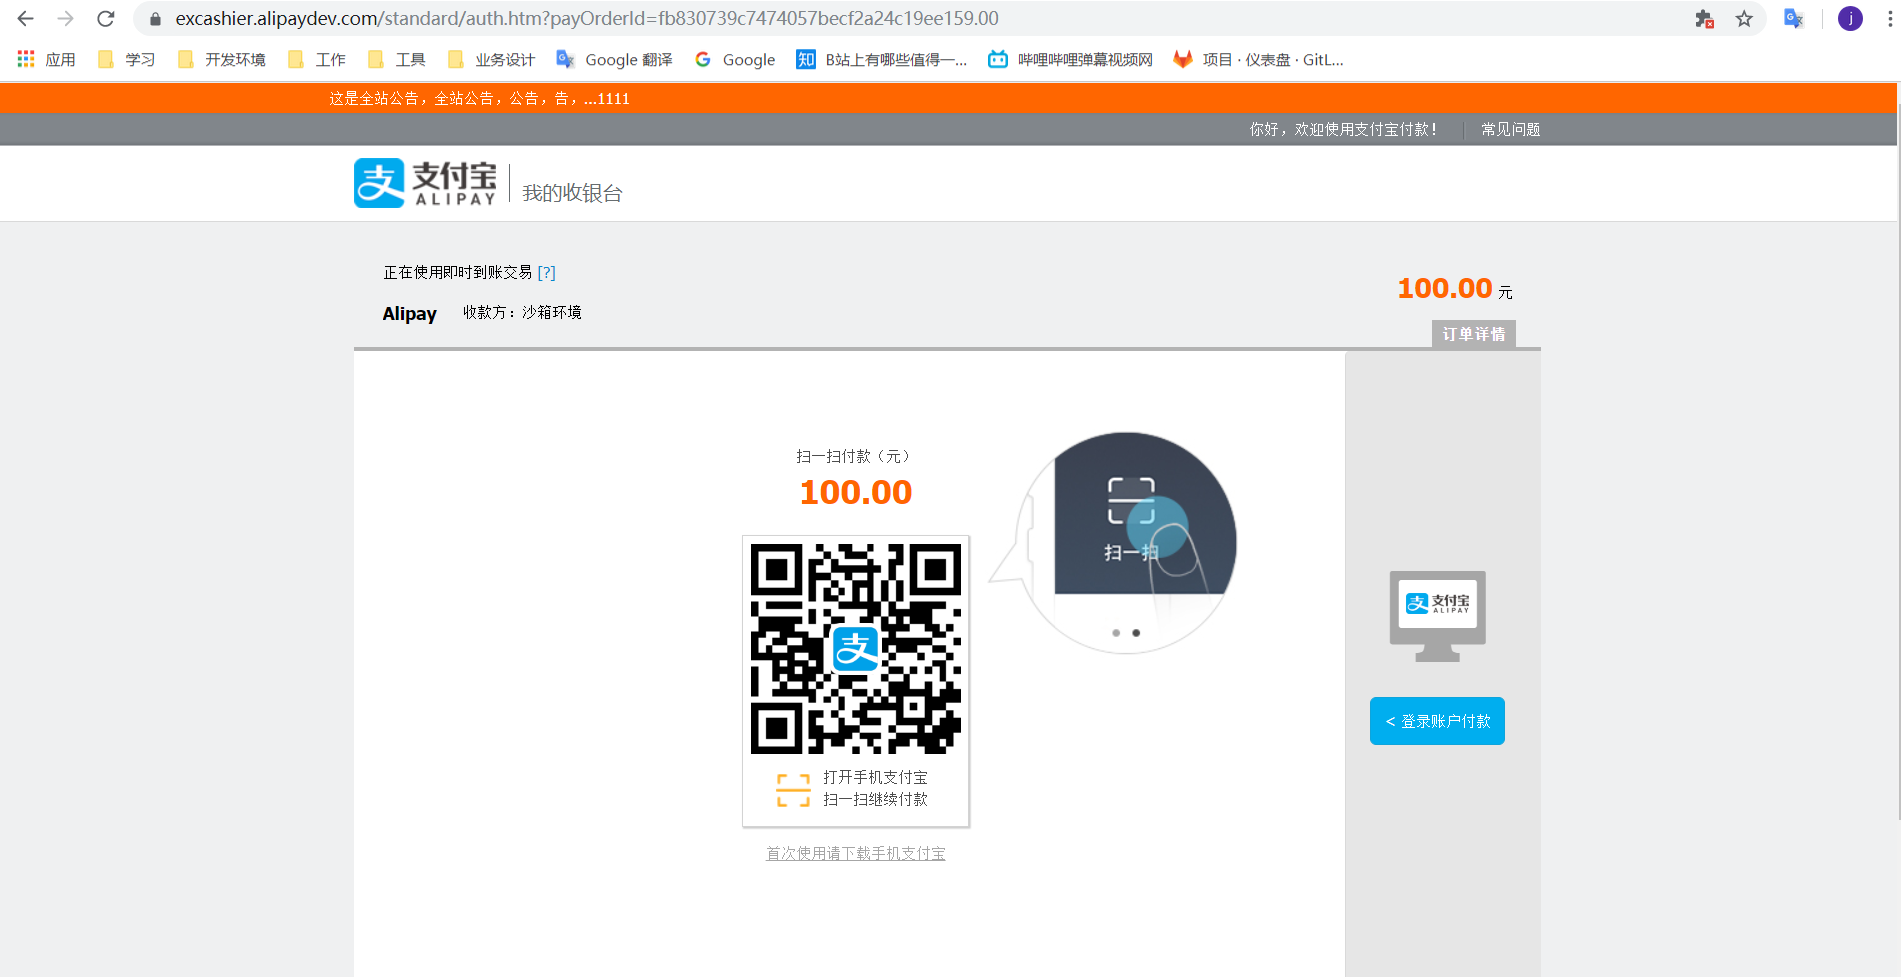 excashier.alipaydev.com/standard/auth.htm?payOrderId=fb830739c7474057becf2a24c19ee159.00
j
应用 学习 开发环境 工作 工具 业务设计 Google 翻译 Google 知 B站上有哪些值得一... 哔哩哔哩弹幕视频网 项目 · 仪表盘 · GitL...
这是全站公告，全站公告，公告，告，...1111
你好，欢迎使用支付宝付款！ 常见问题
支 支付宝 ALIPAY 我的收银台
正在使用即时到账交易 [?]
100.00 元
Alipay 收款方：沙箱环境
订单详情
扫一扫付款（元）
100.00
扫一扫
支
支 支付宝 ALIPAY
< 登录账户付款
打开手机支付宝
扫一扫继续付款
首次使用请下载手机支付宝